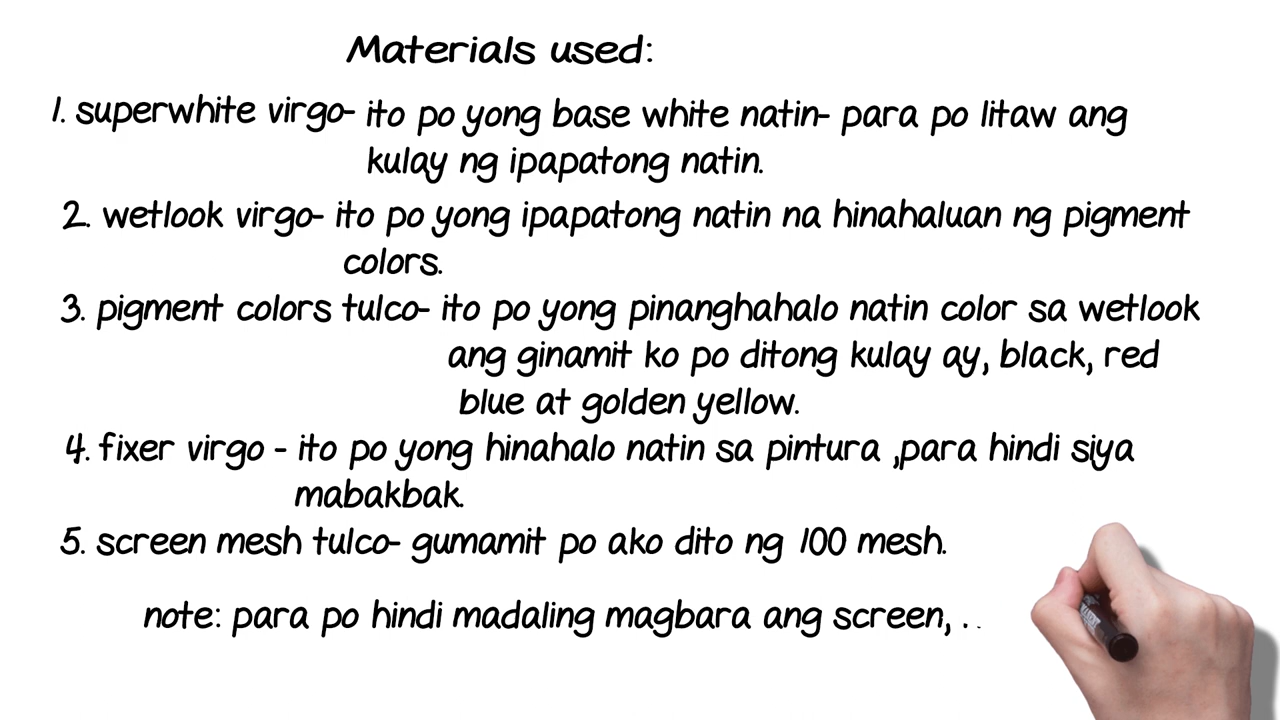 Materials used:
1. superwhite virgo- ito po yong base white natin- para po litaw ang
kulay ng ipapatong natin.
2. wetlook virgo- ito po yong ipapatong natin na hinahaluan ng pigment
colors.
3. pigment colors tulco- ito po yong pinanghahalo natin color sa wetlook
ang ginamit ko po ditong kulay ay, black, red
blue at golden yellow.
4. fixer virgo - ito po yong hinahalo natin sa pintura ,para hindi siya
mabakbak.
5. screen mesh tulco- gumamit po ako dito ng 100 mesh.
note: para po hindi madaling magbara ang screen, . .